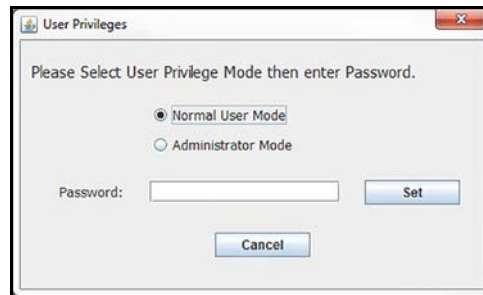 User Privileges
Please Select User Privilege Mode then enter Password.
Normal User Mode
Administrator Mode
Password: Set
Cancel